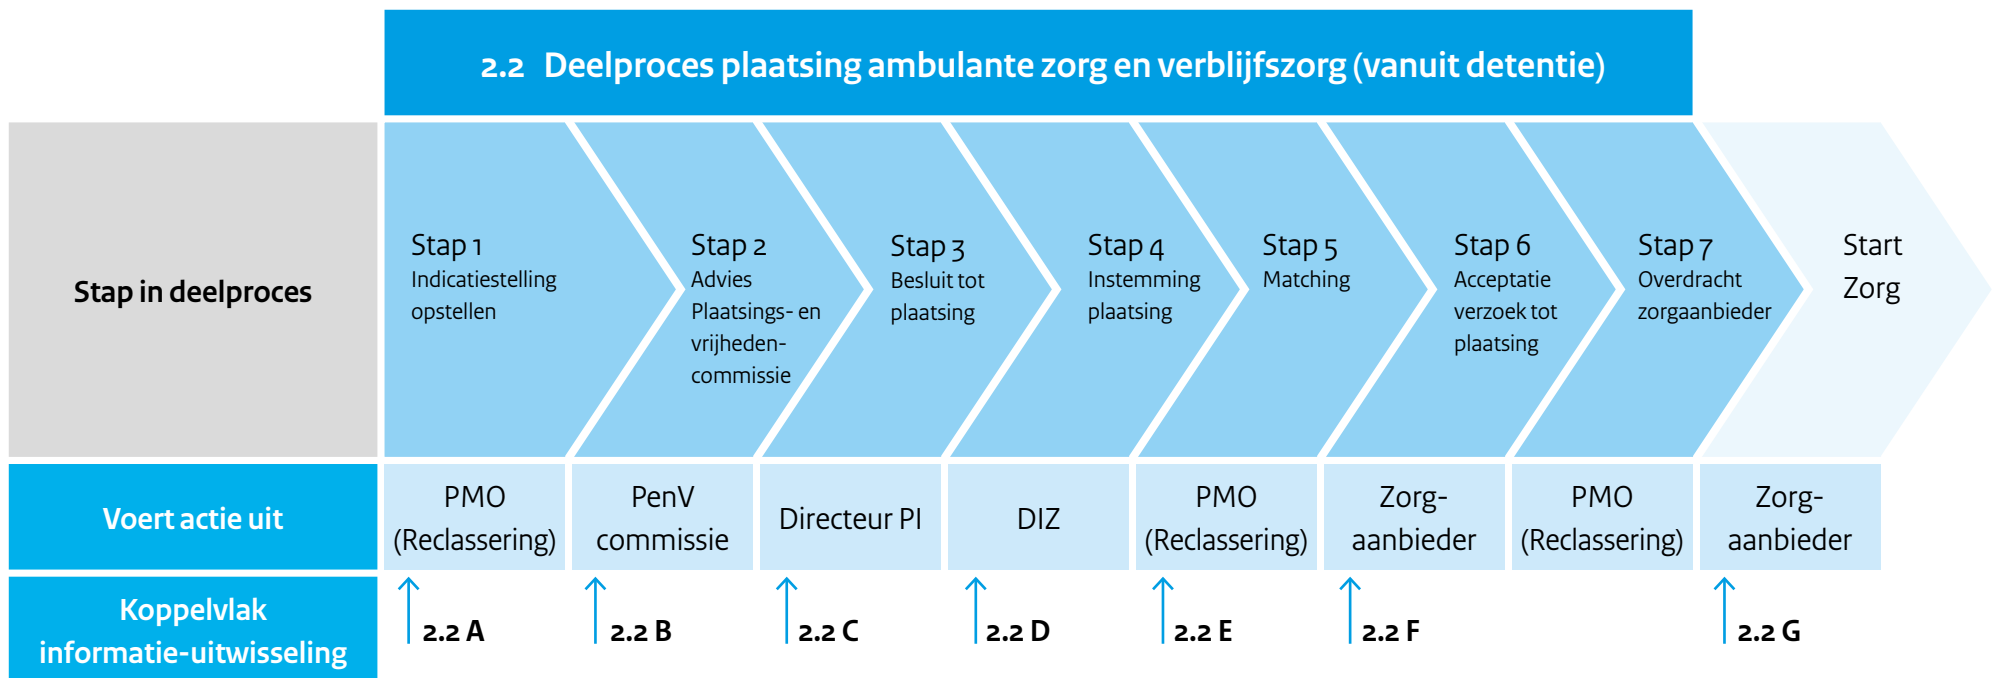 2.2 Deelproces plaatsing ambulante zorg en verblijfszorg (vanuit detentie)
Stap in deelproces
Stap 1
Indicatiestelling
opstellen
Stap 2
Advies
Plaatsings- en
vrijheden-
commissie
Stap 3
Besluit tot
plaatsing
Stap 4
Instemming
plaatsing
Stap 5
Matching
Stap 6
Acceptatie
verzoek tot
plaatsing
Stap 7
Overdracht
zorgaanbieder
Start
Zorg
Voert actie uit
PMO
(Reclassering)
PenV
commissie
Directeur PI
DIZ
PMO
(Reclassering)
Zorg-
aanbieder
PMO
(Reclassering)
Zorg-
aanbieder
Koppelvlak
informatie-uitwisseling
2.2 A
2.2 B
2.2 C
2.2 D
2.2 E
2.2 F
2.2 G